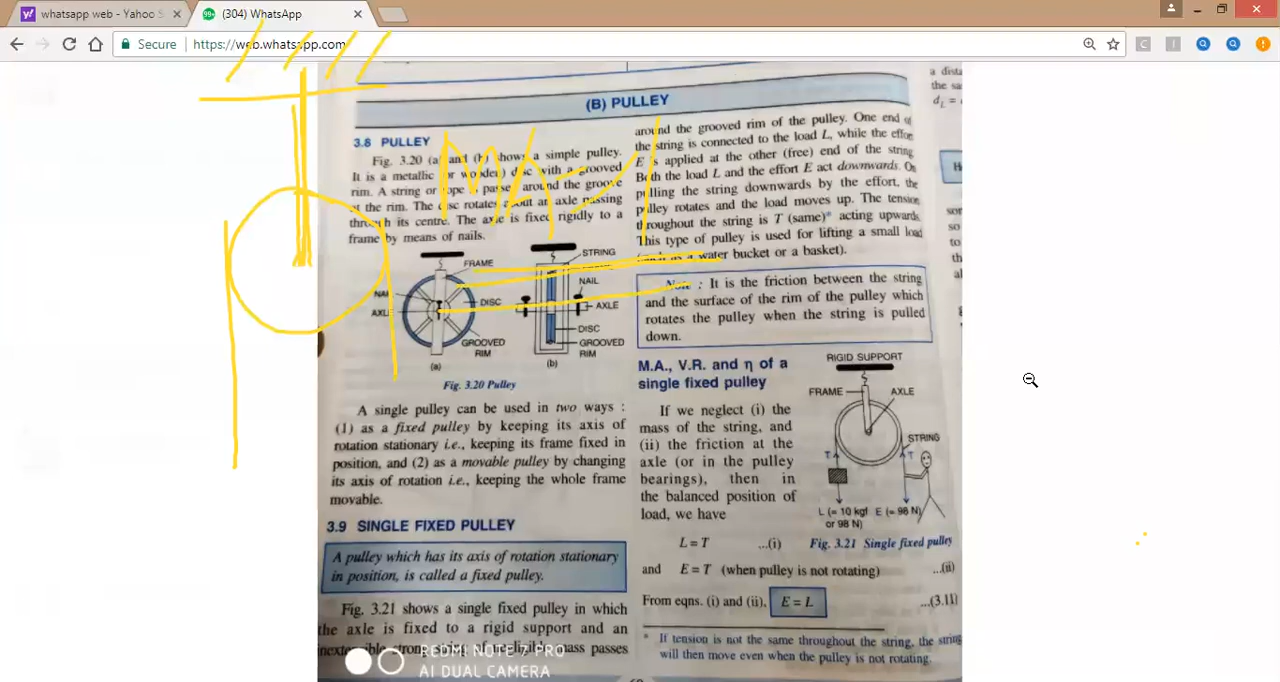 whatsapp web - Yahoo S
(304) WhatsApp
Secure
https://web.whatsapp.com
(B) PULLEY
3.8 PULLEY
Fig. 3.20 (a) and (b) shows a simple pulley.
It is a metallic (or wooden) disc with a grooved
rim. A string or rope is passed around the groove
at the rim. The disc rotates about an axle passing
through its centre. The axle is fixed rigidly to a
frame by means of nails.
FRAME
NAIL
AXLE
DISC
GROOVED
RIM
(a)
STRING
NAIL
AXLE
DISC
GROOVED
RIM
(b)
Fig. 3.20 Pulley
A single pulley can be used in two ways :
(1) as a fixed pulley by keeping its axis of
rotation stationary i.e., keeping its frame fixed in
position, and (2) as a movable pulley by changing
its axis of rotation i.e., keeping the whole frame
movable.
3.9 SINGLE FIXED PULLEY
A pulley which has its axis of rotation stationary
in position, is called a fixed pulley.
Fig. 3.21 shows a single fixed pulley in which
the axle is fixed to a rigid support and an
mass passes
around the grooved rim of the pulley. One end of
the string is connected to the load L, while the effort
E is applied at the other (free) end of the string
Both the load L and the effort E act downwards. On
pulling the string downwards by the effort, the
pulley rotates and the load moves up. The tension
throughout the string is T (same)* acting upwards
This type of pulley is used for lifting a small load
(such as a water bucket or a basket).
Note : It is the friction between the string
and the surface of the rim of the pulley which
rotates the pulley when the string is pulled
down.
M.A., V.R. and η of a
single fixed pulley
If we neglect (i) the
mass of the string, and
(ii) the friction at the
axle (or in the pulley
bearings), then in
the balanced position of
load, we have
RIGID SUPPORT
FRAME
AXLE
STRING
T
T
L (= 10 kgf
or 98 N)
E (= 98 N)
Fig. 3.21 Single fixed pulley
L = T ...(i)
and E = T (when pulley is not rotating) ...(ii)
From eqns. (i) and (ii), E = L ...(3.11)
* If tension is not the same throughout the string, the string
will then move even when the pulley is not rotating.
a dista
the sa
d_L =
H
son
so
to
th
al
REDMI NOTE 7 PRO
AI DUAL CAMERA